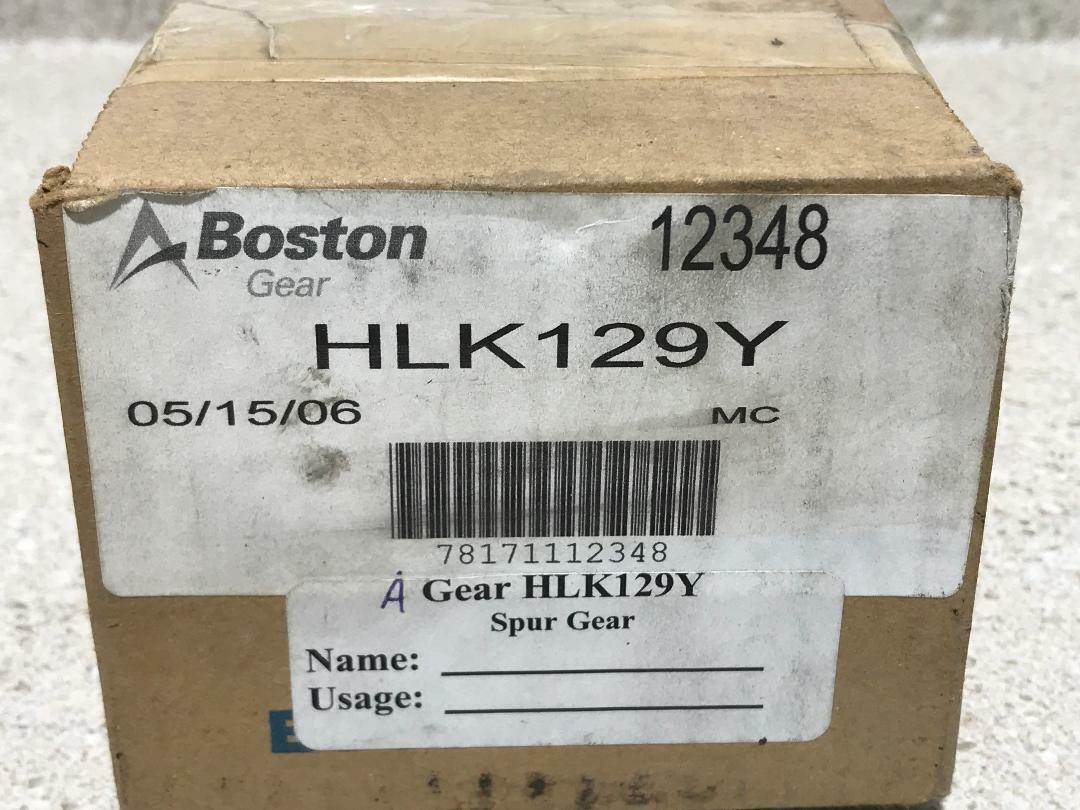 Boston 12348
Gear
HLK129Y
05/15/06 MC
78171112348
A Gear HLK129Y
Spur Gear
Name:
Usage: